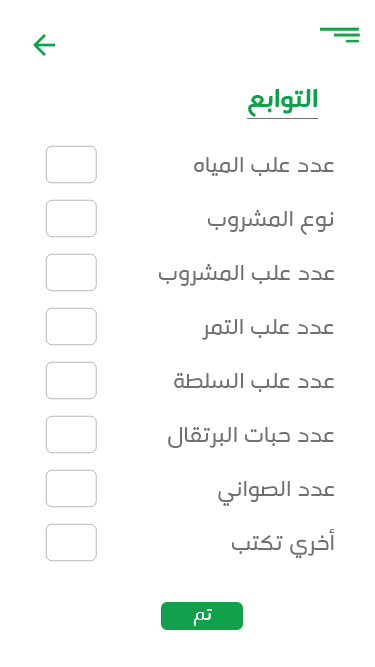 التوابع
عدد علب المياه
نوع المشروب
عدد علب المشروب
عدد علب التمر
عدد علب السلطة
عدد حبات البرتقال
عدد الصواني
أخري تكتب
تم